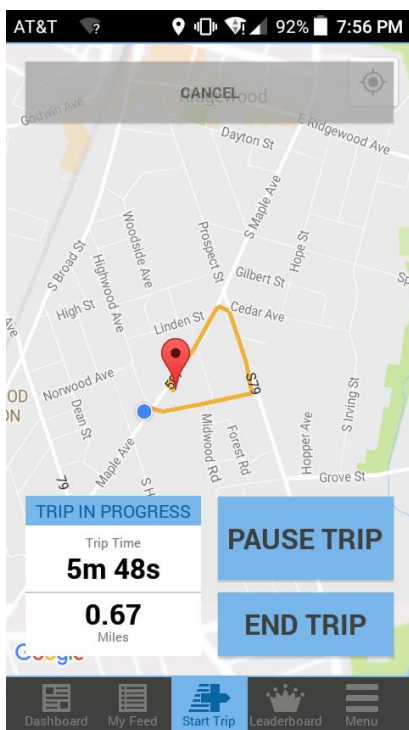 AT&T ? 92% 7:56 PM
CANCEL
Ridgewood
Godwin Ave
E Ridgewood Ave
Dayton St
S Maple Ave
Woodside Ave
Prospect St
Hope St
S Broad St
Highwood Ave
Gilbert St
High St
Cedar Ave
Linden St
Norwood Ave
S79
Dean St
S Irving St
Hopper Ave
Midwood Rd
Forest Rd
Maple Ave
79
Grove St
TRIP IN PROGRESS
Trip Time
5m 48s
0.67
Miles
PAUSE TRIP
END TRIP
Google
Dashboard My Feed Start Trip Leaderboard Menu